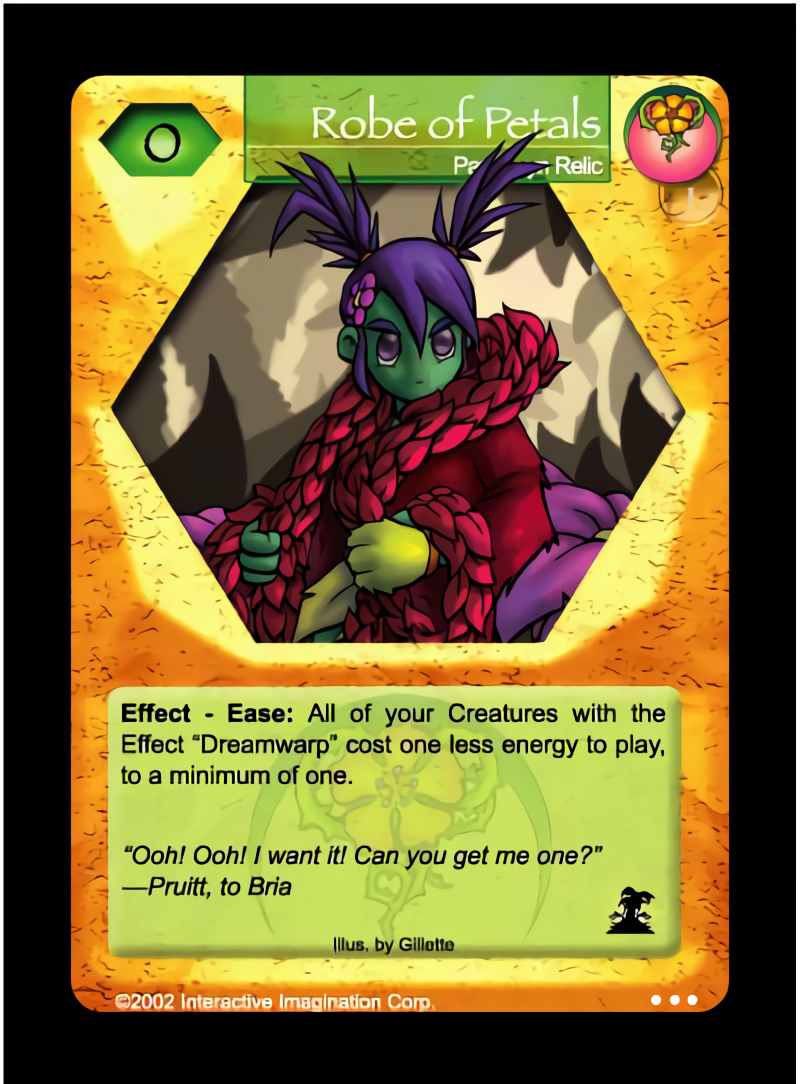 0
Robe of Petals
Relic
Effect - Ease: All of your Creatures with the
Effect “Dreamwarp” cost one less energy to play,
to a minimum of one.
“Ooh! Ooh! I want it! Can you get me one?”
—Pruitt, to Bria
Illus. by Gillette
©2002 Interactive Imagination Corp.